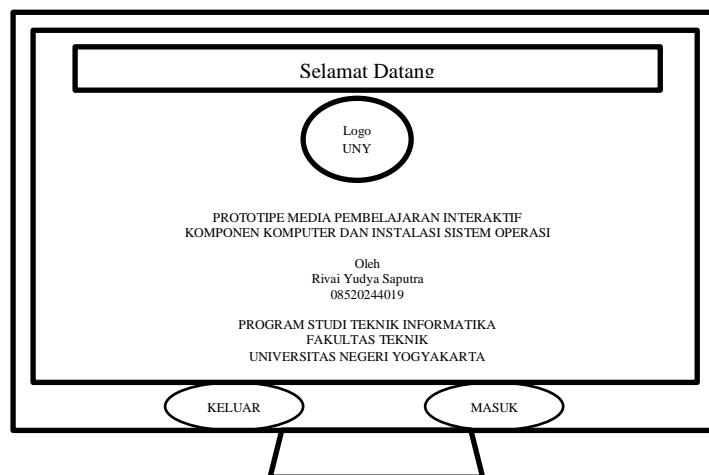 Selamat Datang
Logo
UNY
PROTOTIPE MEDIA PEMBELAJARAN INTERAKTIF
KOMPONEN KOMPUTER DAN INSTALASI SISTEM OPERASI
Oleh
Rivai Yudya Saputra
08520244019
PROGRAM STUDI TEKNIK INFORMATIKA
FAKULTAS TEKNIK
UNIVERSITAS NEGERI YOGYAKARTA
KELUAR
MASUK